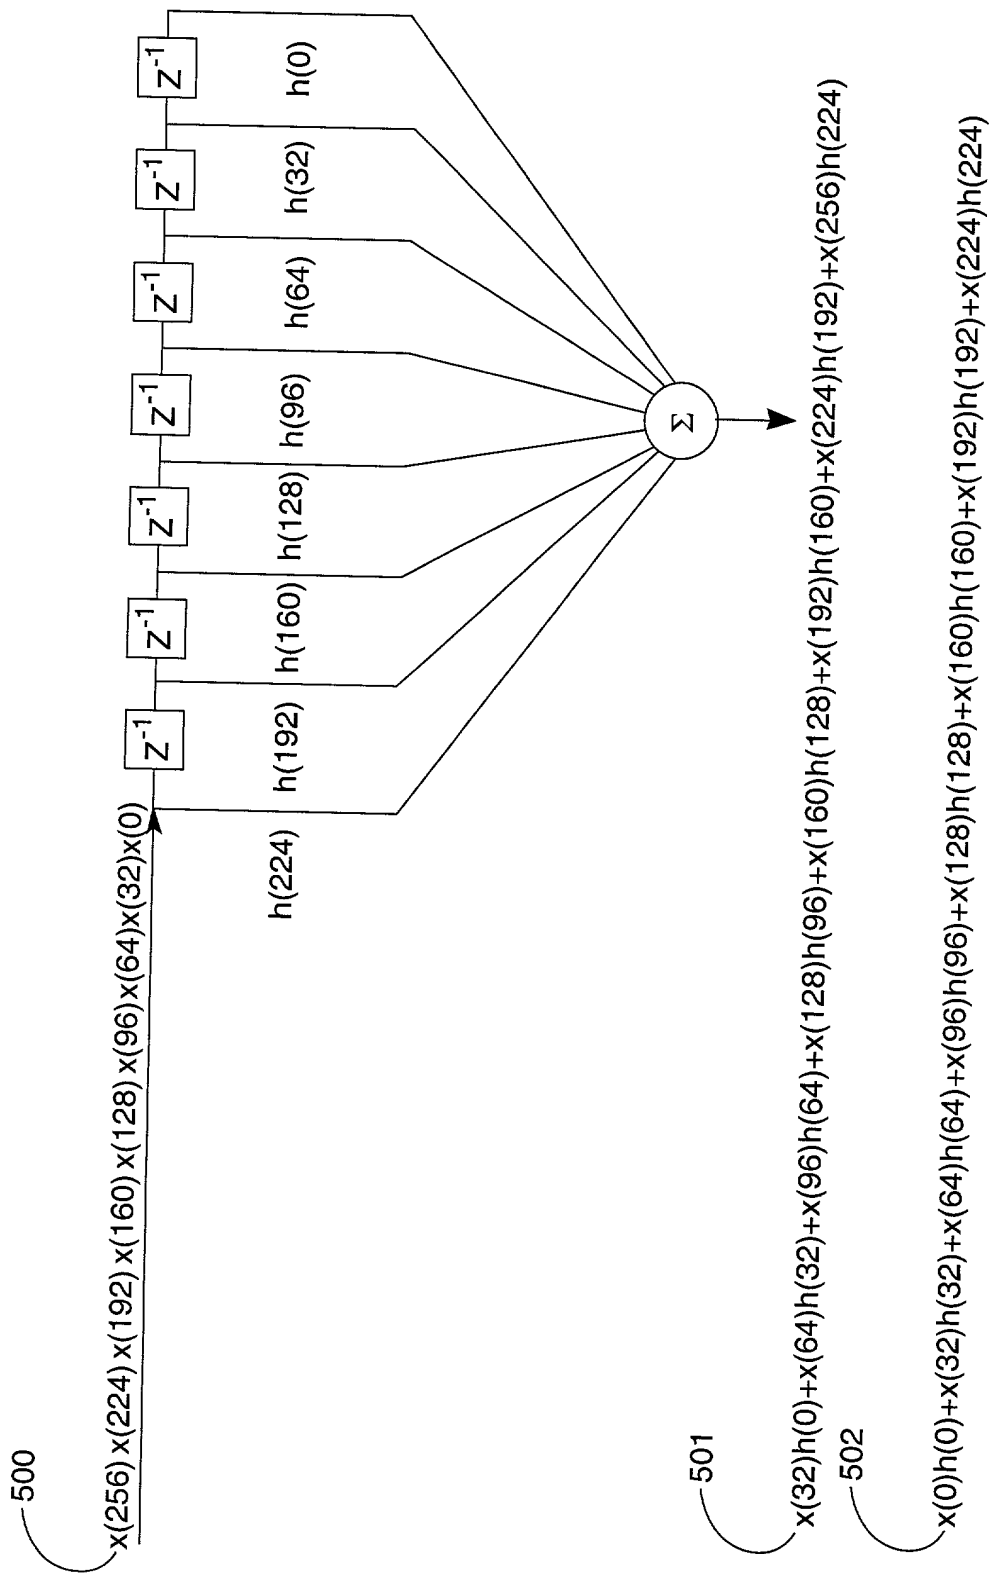 500
x(256) x(224) x(192) x(160) x(128) x(96) x(64) x(32) x(0)
Z-1 Z-1 Z-1 Z-1 Z-1 Z-1 Z-1
h(224) h(192) h(160) h(128) h(96) h(64) h(32) h(0)
Σ
501
x(32)h(0)+x(64)h(32)+x(96)h(64)+x(128)h(96)+x(160)h(128)+x(192)h(160)+x(224)h(192)+x(256)h(224)
502
x(0)h(0)+x(32)h(32)+x(64)h(64)+x(96)h(96)+x(128)h(128)+x(160)h(160)+x(192)h(192)+x(224)h(224)